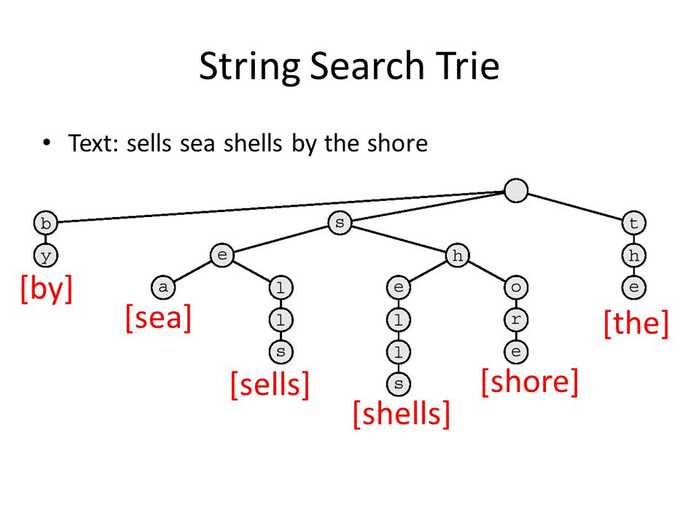 String Search Trie
• Text: sells sea shells by the shore
b s t
y e h h
a l e o e
[by] [sea] l l r [the]
s l e
[sells] s [shore]
[shells]